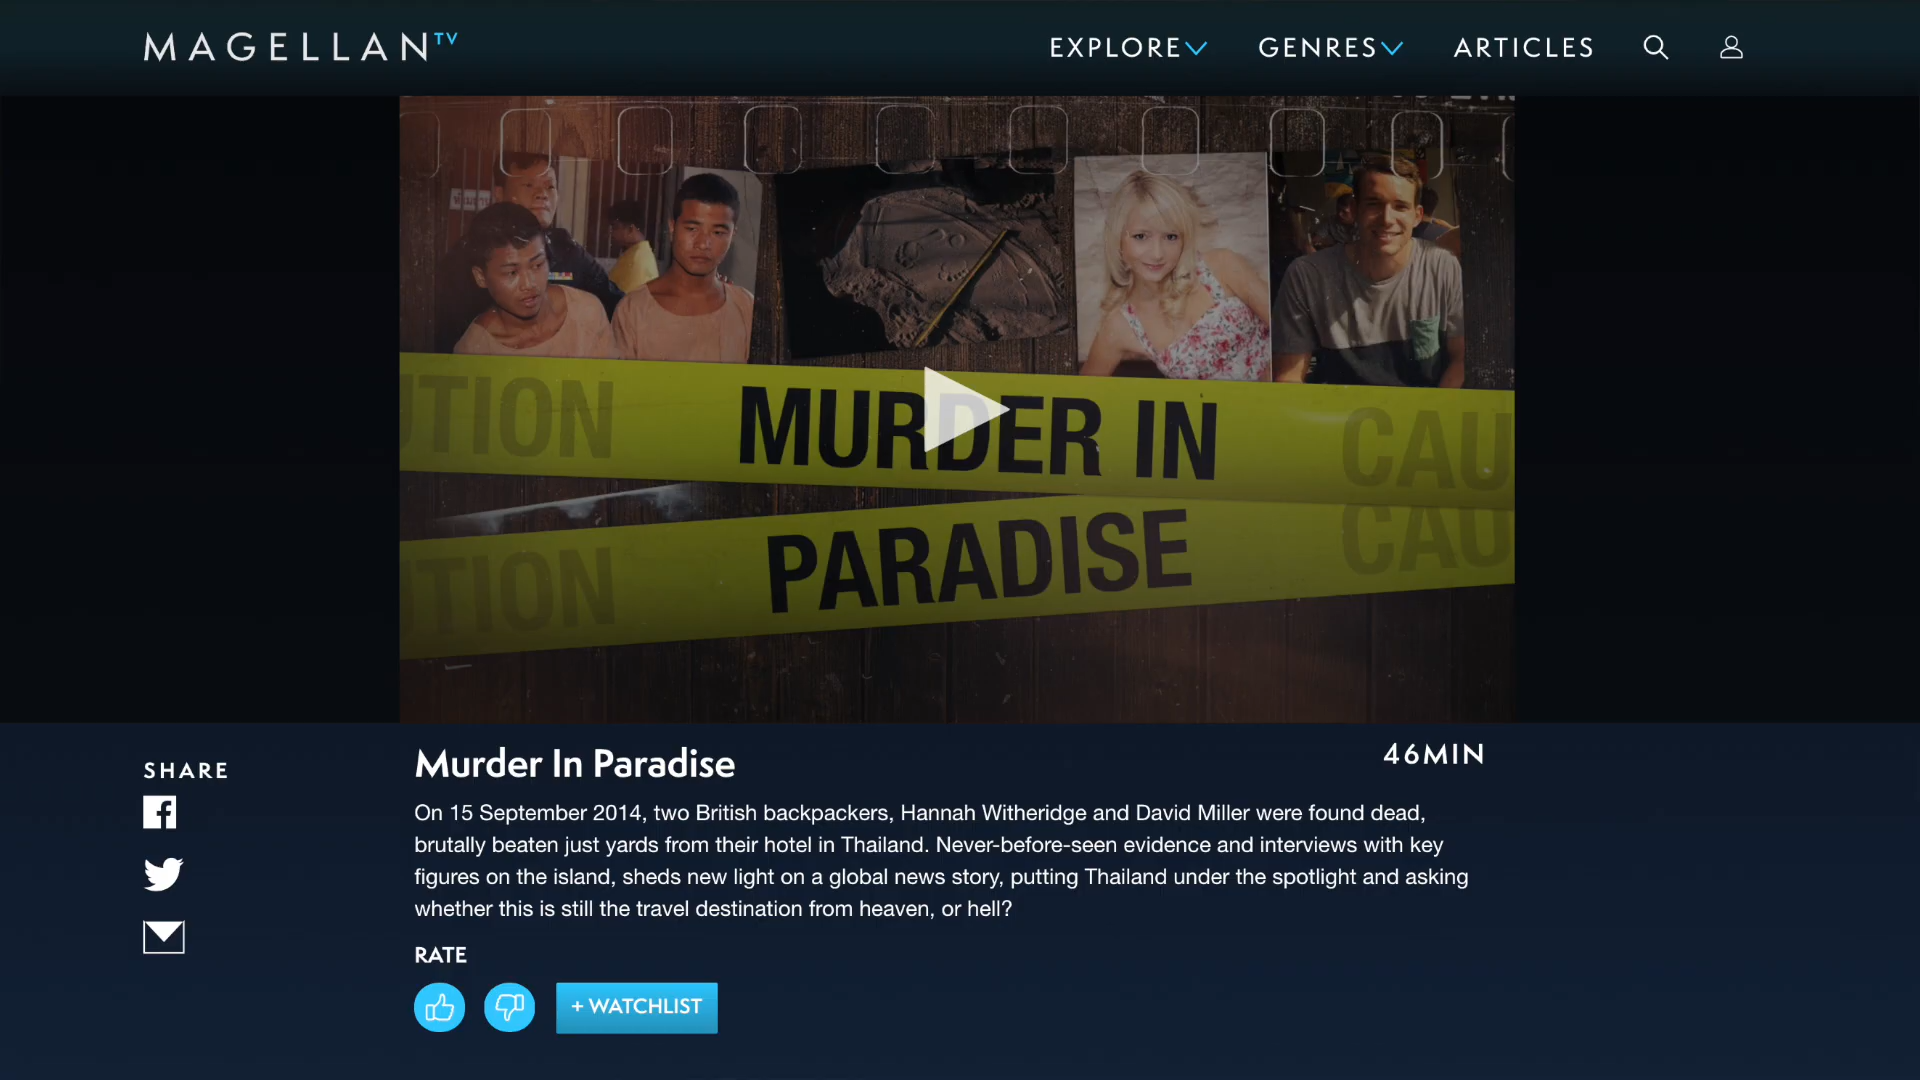 MAGELLANTV
EXPLORE
GENRES
ARTICLES
UTION
MURDER IN
CAU
UTION
PARADISE
CAU
SHARE
Murder In Paradise
46MIN
On 15 September 2014, two British backpackers, Hannah Witheridge and David Miller were found dead,
brutally beaten just yards from their hotel in Thailand. Never-before-seen evidence and interviews with key
figures on the island, sheds new light on a global news story, putting Thailand under the spotlight and asking
whether this is still the travel destination from heaven, or hell?
RATE
+ WATCHLIST